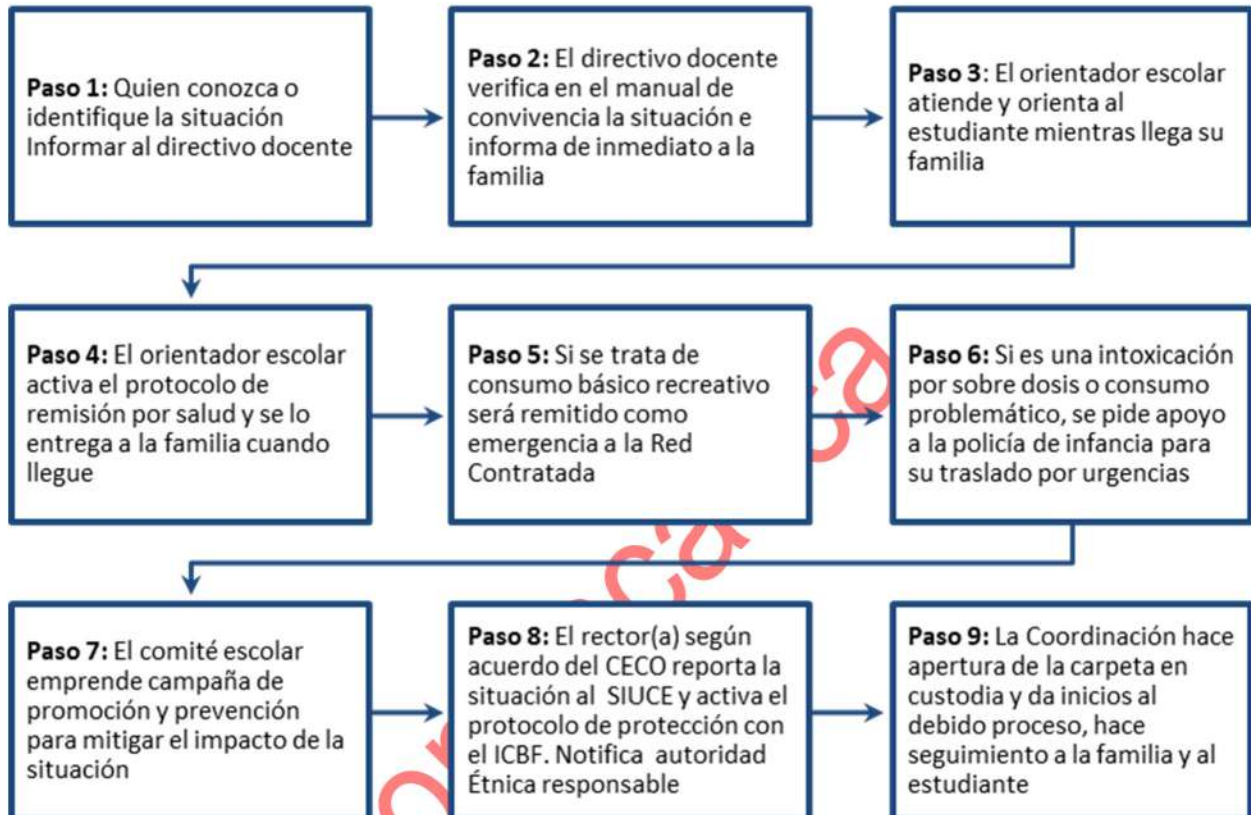 Paso 1: Quien conozca o
identifique la situación
Informar al directivo docente
Paso 2: El directivo docente
verifica en el manual de
convivencia la situación e
informa de inmediato a la
familia
Paso 3: El orientador escolar
atiende y orienta al
estudiante mientras llega su
familia
Paso 4: El orientador escolar
activa el protocolo de
remisión por salud y se lo
entrega a la familia cuando
llegue
Paso 5: Si se trata de
consumo básico recreativo
será remitido como
emergencia a la Red
Contratada
Paso 6: Si es una intoxicación
por sobre dosis o consumo
problemático, se pide apoyo
a la policía de infancia para
su traslado por urgencias
Paso 7: El comité escolar
emprende campaña de
promoción y prevención
para mitigar el impacto de la
situación
Paso 8: El rector(a) según
acuerdo del CECO reporta la
situación al SIUCE y activa el
protocolo de protección con
el ICBF. Notifica autoridad
Étnica responsable
Paso 9: La Coordinación hace
apertura de la carpeta en
custodia y da inicios al
debido proceso, hace
seguimiento a la familia y al
estudiante